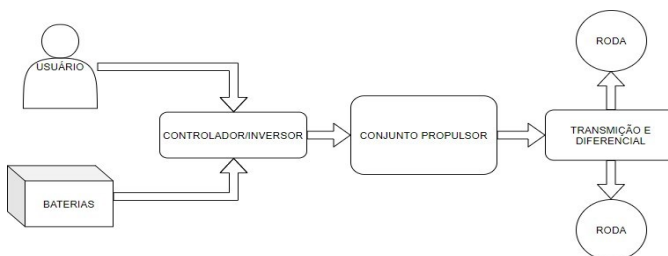 RODA
USUÁRIO
CONTROLADOR/INVERSOR
CONJUNTO PROPULSOR
TRANSMIÇÃO E
DIFERENCIAL
BATERIAS
RODA